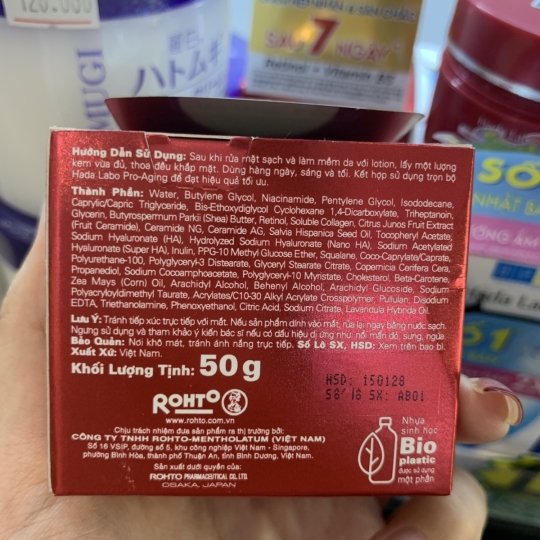 120.000
ハトムギ
MUGI
SAU 7 NGÀY
Retinol + Vitamin B3
Hướng Dẫn Sử Dụng: Sau khi rửa mặt sạch và làm mềm da với lotion, lấy một lượng
kem vừa đủ, thoa đều khắp mặt. Dùng hàng ngày, sáng và tối. Kết hợp sử dụng trọn bộ
Hada Labo Pro-Aging để đạt hiệu quả tối ưu.
Thành Phần: Water, Butylene Glycol, Niacinamide, Pentylene Glycol, Isododecane,
Caprylic/Capric Triglyceride, Bis-Ethoxydiglycol Cyclohexane 1,4-Dicarboxylate, Triheptanoin,
Glycerin, Butyrospermum Parkii (Shea) Butter, Retinol, Soluble Collagen, Citrus Junos Fruit Extract
(Fruit Ceramide), Ceramide NG, Ceramide AG, Salvia Hispanica Seed Oil, Tocopheryl Acetate,
Sodium Hyaluronate (HA), Hydrolyzed Sodium Hyaluronate (Nano HA), Sodium Acetylated
Hyaluronate (Super HA), Inulin, PPG-10 Methyl Glucose Ether, Squalane, Coco-Caprylate/Caprate,
Polyurethane-100, Polyglyceryl-3 Distearate, Glyceryl Stearate Citrate, Copernicia Cerifera Cera,
Propanediol, Sodium Cocoamphoacetate, Polyglyceryl-10 Myristate, Cholesterol, Beta-Carotene,
Zea Mays (Corn) Oil, Arachidyl Alcohol, Behenyl Alcohol, Arachidyl Glucoside, Sodium
Polyacryloyldimethyl Taurate, Acrylates/C10-30 Alkyl Acrylate Crosspolymer, Pullulan, Disodium
EDTA, Triethanolamine, Phenoxyethanol, Citric Acid, Sodium Citrate, Lavandula Hybrida Oil.
Lưu Ý: Tránh tiếp xúc trực tiếp với mắt. Nếu sản phẩm dính vào mắt, rửa lại ngay bằng nước sạch.
Ngưng sử dụng và tham khảo ý kiến bác sĩ nếu có dấu hiệu dị ứng như: nổi mẩn đỏ, sưng, ngứa.
Bảo Quản: Nơi khô mát, tránh ánh nắng trực tiếp. Số Lô SX, HSD: Xem trên bao bì.
Xuất Xứ: Việt Nam.
Khối Lượng Tịnh: 50g
HSD: 150128
Số lô SX: AB01
ROHTO
www.rohto.com.vn
Chịu trách nhiệm đưa sản phẩm ra thị trường bởi:
CÔNG TY TNHH ROHTO-MENTHOLATUM (VIỆT NAM)
Số 16 VSIP, đường số 5, khu công nghiệp Việt Nam - Singapore,
phường Bình Hòa, thành phố Thuận An, tỉnh Bình Dương, Việt Nam.
Sản xuất dưới quyền của:
ROHTO PHARMACEUTICAL CO., LTD.
OSAKA, JAPAN
Nhựa
sinh học
Bio
plastic
được sử dụng
một phần
SỐ
NHẤT